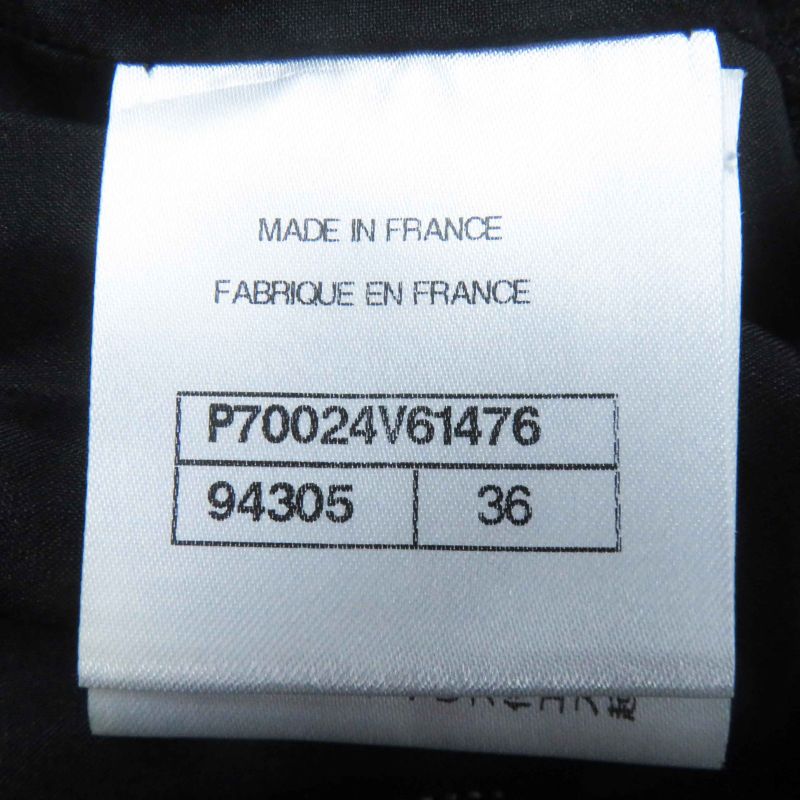 MADE IN FRANCE
FABRIQUE EN FRANCE
P70024V61476
94305 36